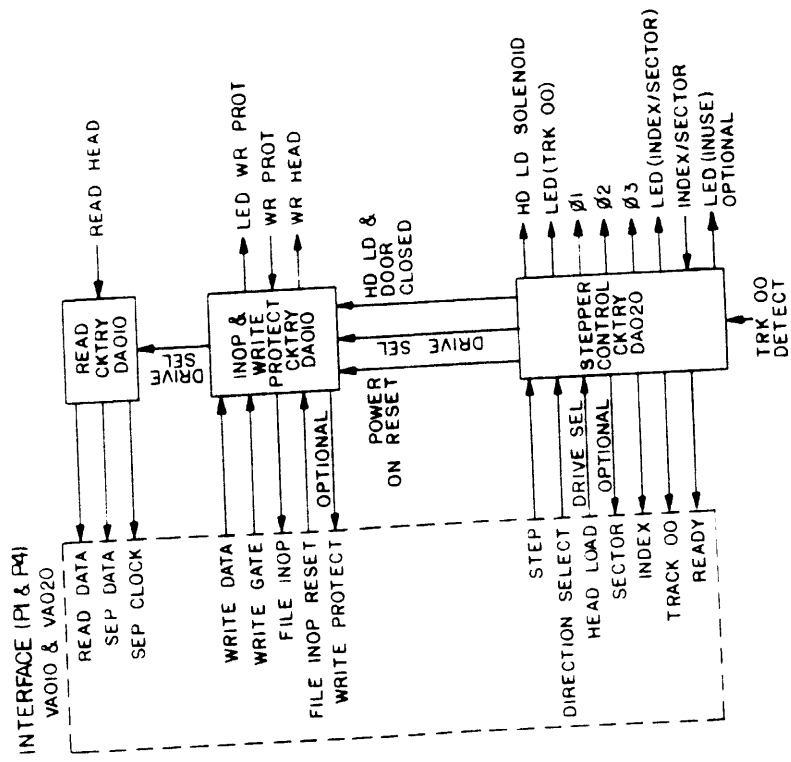 INTERFACE (P1 & P4)
VA010 & VA020
READ DATA
SEP DATA
SEP CLOCK
READ
CKTRY
DA010
READ HEAD
DRIVE
SEL
WRITE DATA
WRITE GATE
FILE INOP
FILE INOP RESET
WRITE PROTECT
OPTIONAL
INOP &
WRITE
PROTECT
CKTRY
DA010
LED WR PROT
WR PROT
WR HEAD
POWER
ON RESET
DRIVE
SEL
HD LD &
DOOR
CLOSED
STEP
DIRECTION SELECT
HEAD LOAD
SECTOR
INDEX
TRACK 00
READY
DRIVE SEL
OPTIONAL
STEPPER
CONTROL
CKTRY
DA020
HD LD SOLENOID
LED (TRK 00)
Ø1
Ø2
Ø3
LED (INDEX/SECTOR)
INDEX/SECTOR
LED (INUSE)
OPTIONAL
TRK 00
DETECT